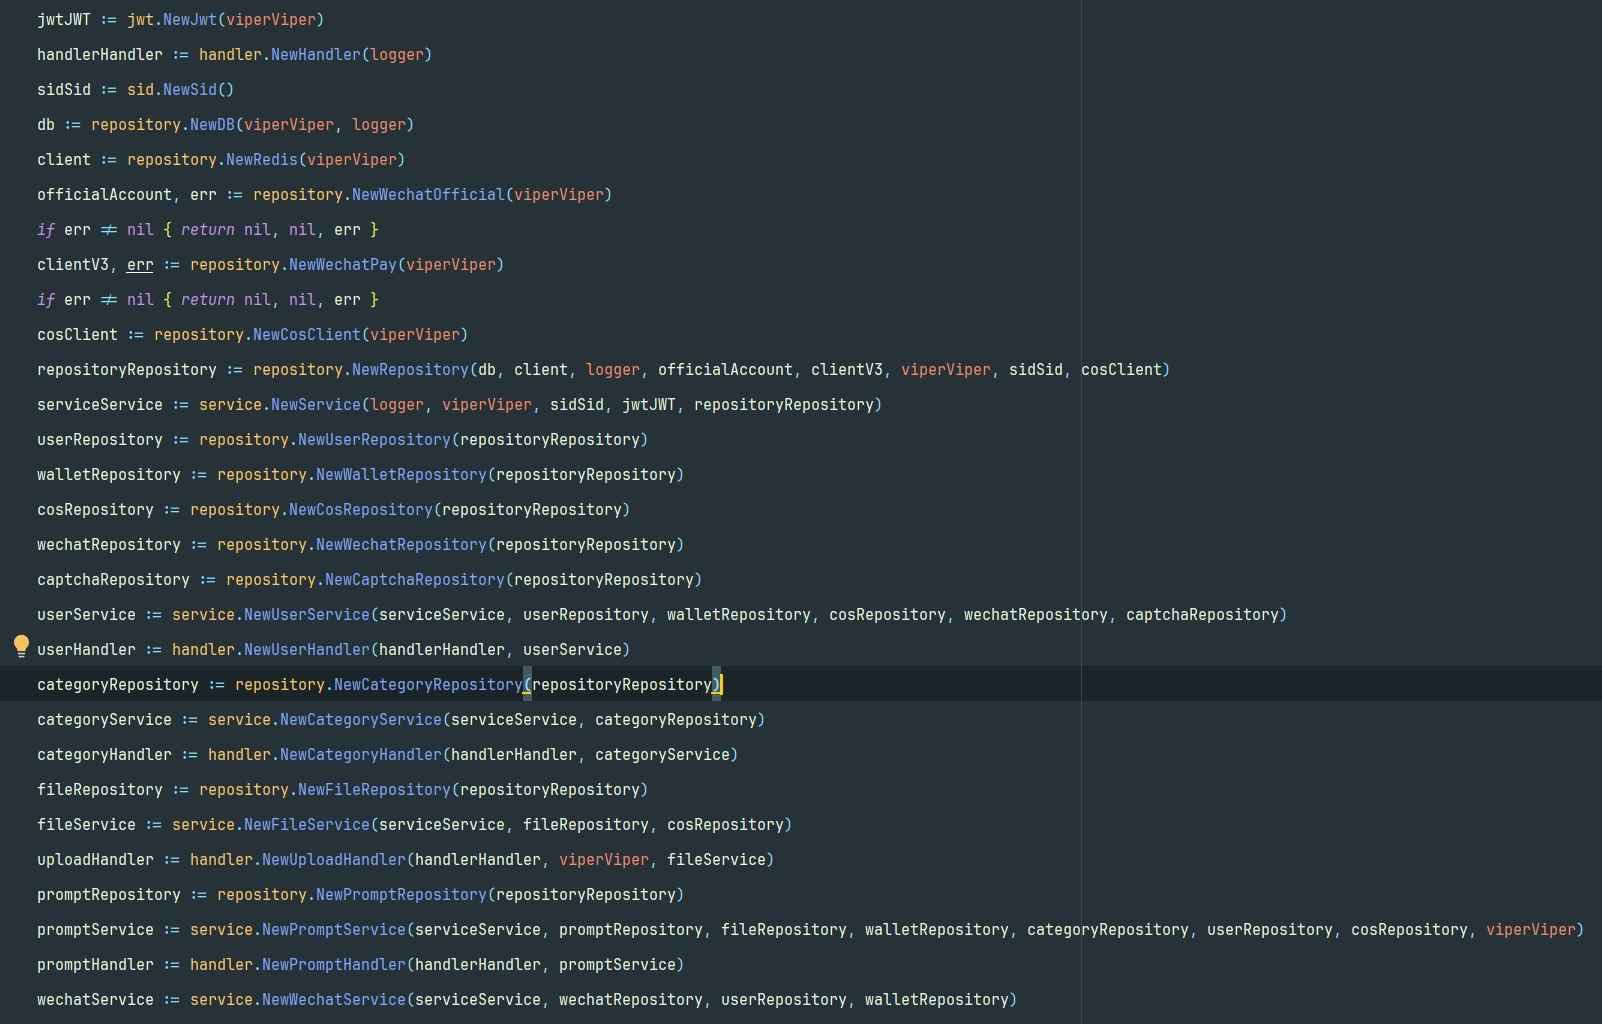 jwtJWT := jwt.NewJwt(viperViper)
handlerHandler := handler.NewHandler(logger)
sidSid := sid.NewSid()
db := repository.NewDB(viperViper, logger)
client := repository.NewRedis(viperViper)
officialAccount, err := repository.NewWechatOfficial(viperViper)
if err ≠ nil { return nil, nil, err }
clientV3, err := repository.NewWechatPay(viperViper)
if err ≠ nil { return nil, nil, err }
cosClient := repository.NewCosClient(viperViper)
repositoryRepository := repository.NewRepository(db, client, logger, officialAccount, clientV3, viperViper, sidSid, cosClient)
serviceService := service.NewService(logger, viperViper, sidSid, jwtJWT, repositoryRepository)
userRepository := repository.NewUserRepository(repositoryRepository)
walletRepository := repository.NewWalletRepository(repositoryRepository)
cosRepository := repository.NewCosRepository(repositoryRepository)
wechatRepository := repository.NewWechatRepository(repositoryRepository)
captchaRepository := repository.NewCaptchaRepository(repositoryRepository)
userService := service.NewUserService(serviceService, userRepository, walletRepository, cosRepository, wechatRepository, captchaRepository)
userHandler := handler.NewUserHandler(handlerHandler, userService)
categoryRepository := repository.NewCategoryRepository(repositoryRepository)
categoryService := service.NewCategoryService(serviceService, categoryRepository)
categoryHandler := handler.NewCategoryHandler(handlerHandler, categoryService)
fileRepository := repository.NewFileRepository(repositoryRepository)
fileService := service.NewFileService(serviceService, fileRepository, cosRepository)
uploadHandler := handler.NewUploadHandler(handlerHandler, viperViper, fileService)
promptRepository := repository.NewPromptRepository(repositoryRepository)
promptService := service.NewPromptService(serviceService, promptRepository, fileRepository, walletRepository, categoryRepository, userRepository, cosRepository, viperViper)
promptHandler := handler.NewPromptHandler(handlerHandler, promptService)
wechatService := service.NewWechatService(serviceService, wechatRepository, userRepository, walletRepository)